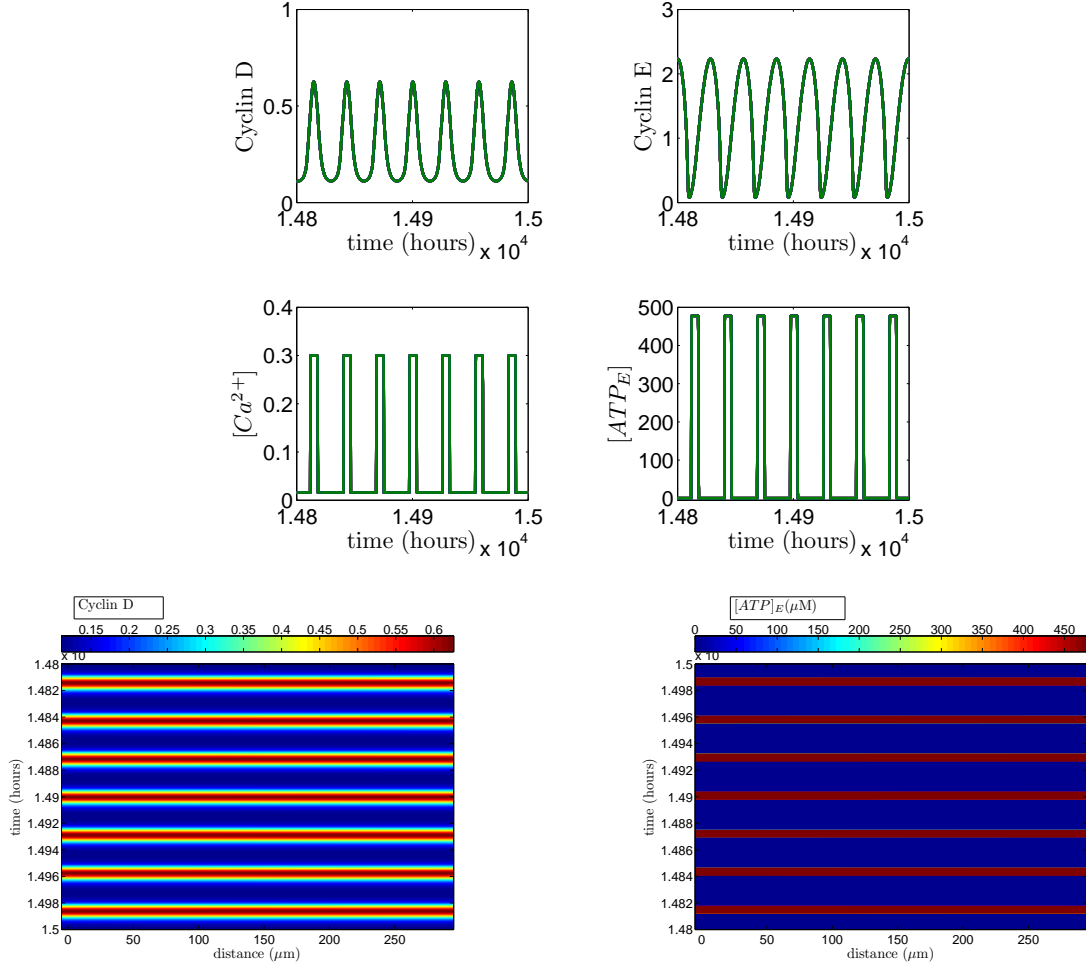 1
0.5
0
Cyclin D
1.48 1.49 1.5
time (hours) x 10^4
3
2
1
0
Cyclin E
1.48 1.49 1.5
time (hours) x 10^4
0.4
0.3
0.2
0.1
0
[Ca^{2+}]
1.48 1.49 1.5
time (hours) x 10^4
500
400
300
200
100
0
[ATP_E]
1.48 1.49 1.5
time (hours) x 10^4
Cyclin D
0.15 0.2 0.25 0.3 0.35 0.4 0.45 0.5 0.55 0.6
x 10
1.48
1.482
1.484
1.486
1.488
1.49
1.492
1.494
1.496
1.498
1.5
time (hours)
0 50 100 150 200 250
distance (μm)
[ATP]_E(μM)
0 50 100 150 200 250 300 350 400 450
x 10
1.5
1.498
1.496
1.494
1.492
1.49
1.488
1.486
1.484
1.482
1.48
time (hours)
0 50 100 150 200 250
distance (μm)